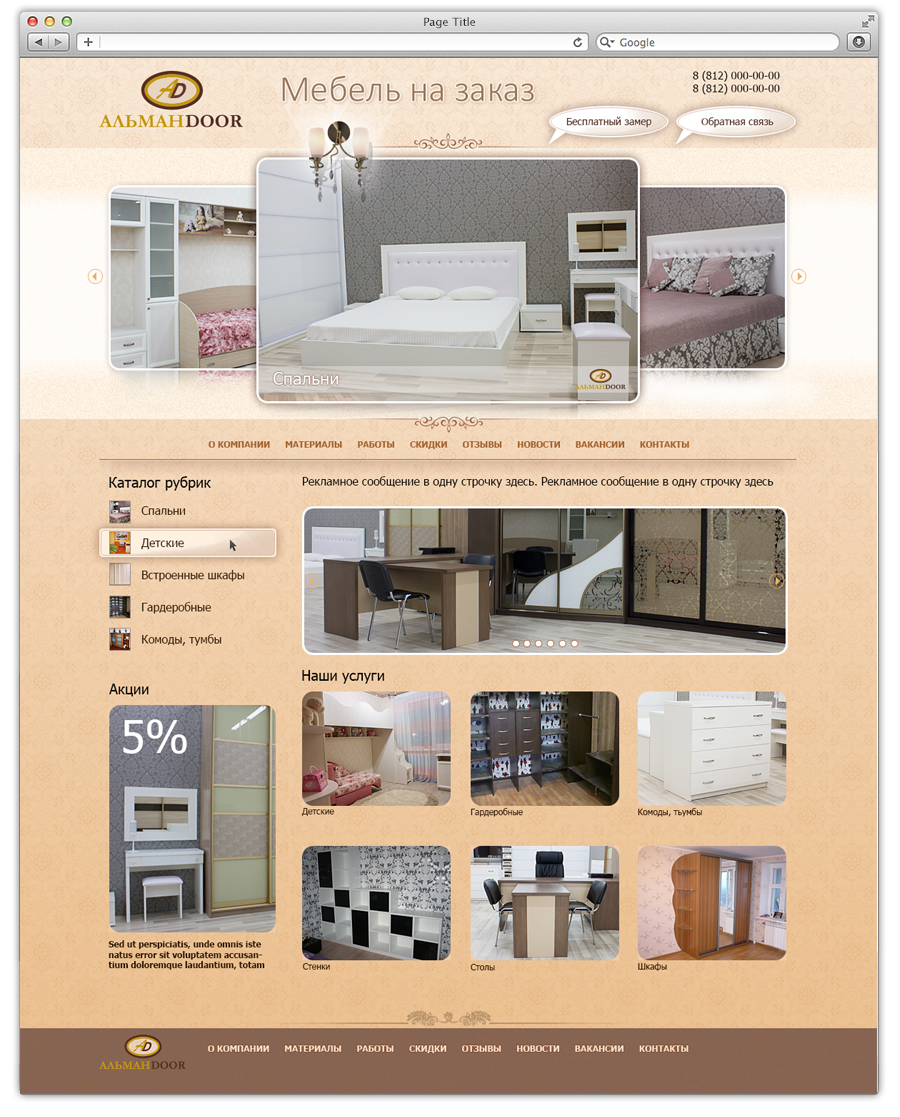 Page Title
Google
AD
АЛЬМАНDOOR
Мебель на заказ
8 (812) 000-00-00
8 (812) 000-00-00
Бесплатный замер
Обратная связь
Спальни
AD
АЛЬМАНDOOR
О КОМПАНИИ МАТЕРИАЛЫ РАБОТЫ СКИДКИ ОТЗЫВЫ НОВОСТИ ВАКАНСИИ КОНТАКТЫ
Каталог рубрик
Спальни
Детские
Встроенные шкафы
Гардеробные
Комоды, тумбы
Рекламное сообщение в одну строчку здесь. Рекламное сообщение в одну строчку здесь
Акции
5%
Sed ut perspiciatis, unde omnis iste
natus error sit voluptatem accusan-
tium doloremque laudantium, totam
Наши услуги
Детские
Гардеробные
Комоды, тьумбы
Стенки
Столы
Шкафы
AD
АЛЬМАНDOOR
О КОМПАНИИ МАТЕРИАЛЫ РАБОТЫ СКИДКИ ОТЗЫВЫ НОВОСТИ ВАКАНСИИ КОНТАКТЫ